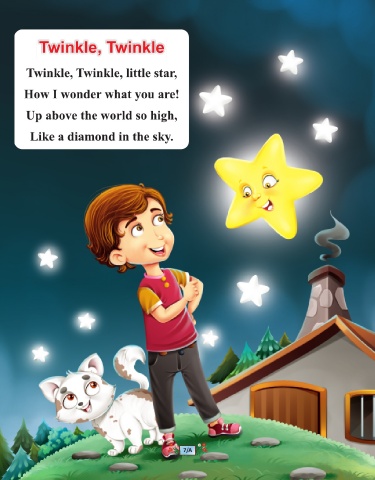 Twinkle, Twinkle
Twinkle, Twinkle, little star,
How I wonder what you are!
Up above the world so high,
Like a diamond in the sky.
7/A